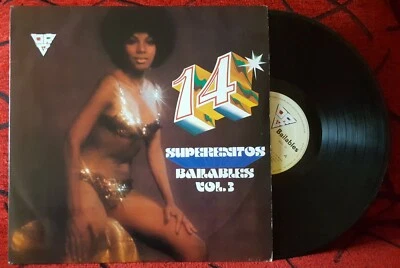 14
SUPEREXITOS
BAILABLES
VOL. 3
Bailables